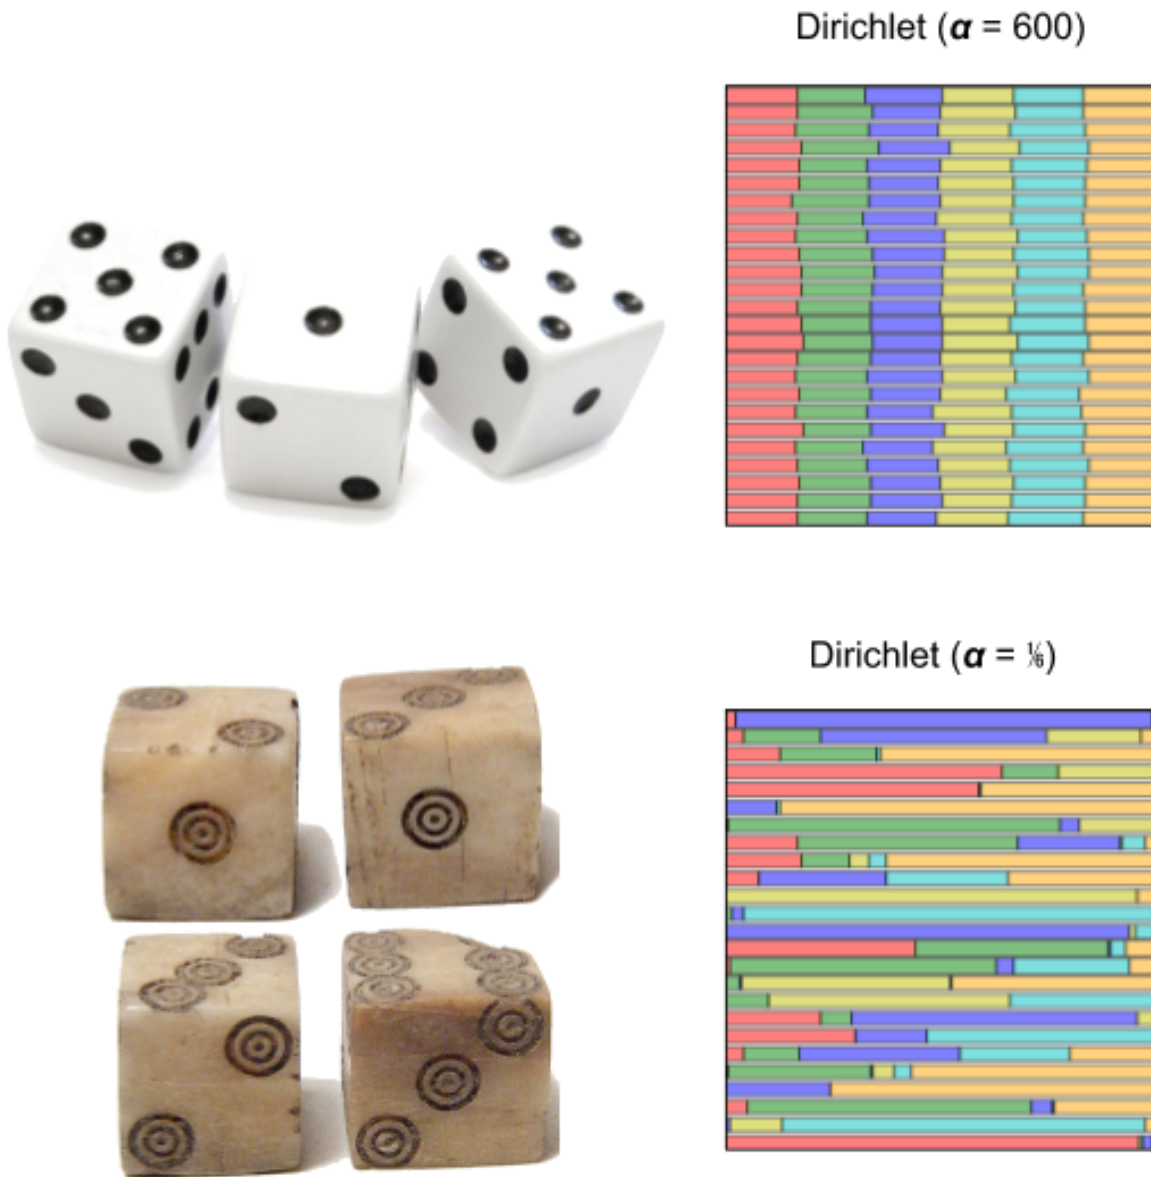 Dirichlet (α = 600)
Dirichlet (α = ⅙)